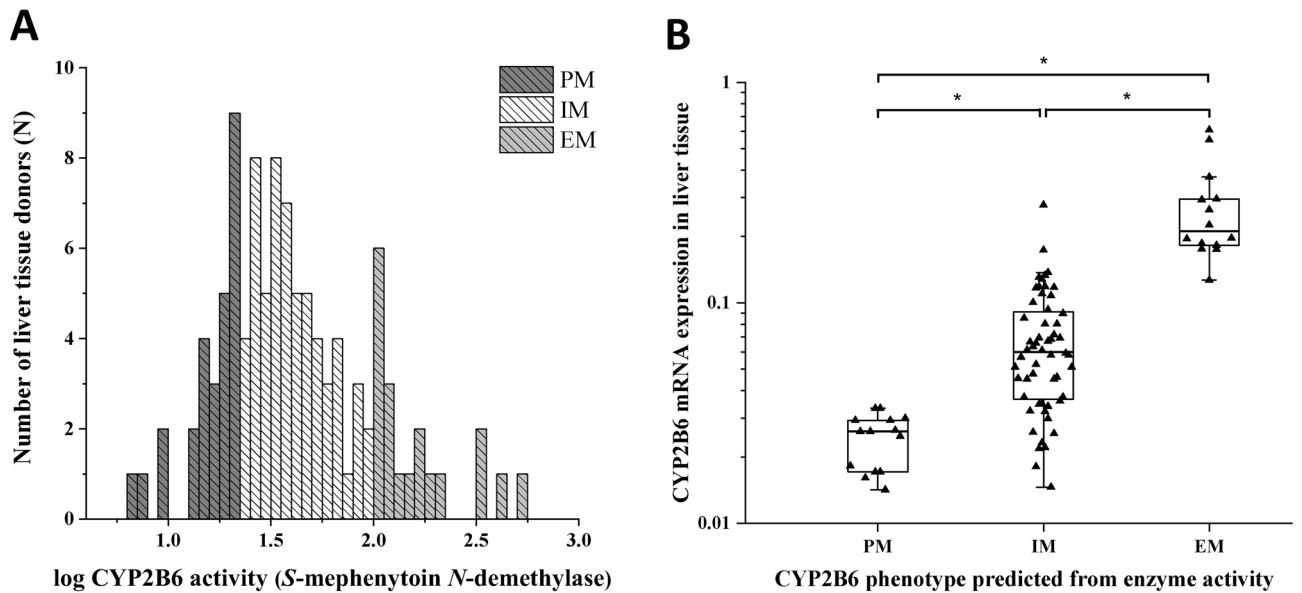 A
Number of liver tissue donors (N)
10
8
6
4
2
0
PM
IM
EM
1.0 1.5 2.0 2.5 3.0
log CYP2B6 activity (S-mephenytoin N-demethylase)
B
CYP2B6 mRNA expression in liver tissue
1
0.1
0.01
*
* *
PM IM EM
CYP2B6 phenotype predicted from enzyme activity